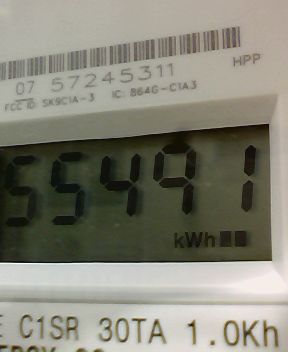 07 57245311
HPP
FCC ID: SK9C1A-3 IC: 864G-C1A3
55491
kWh
C1SR 30TA 1.0Kh